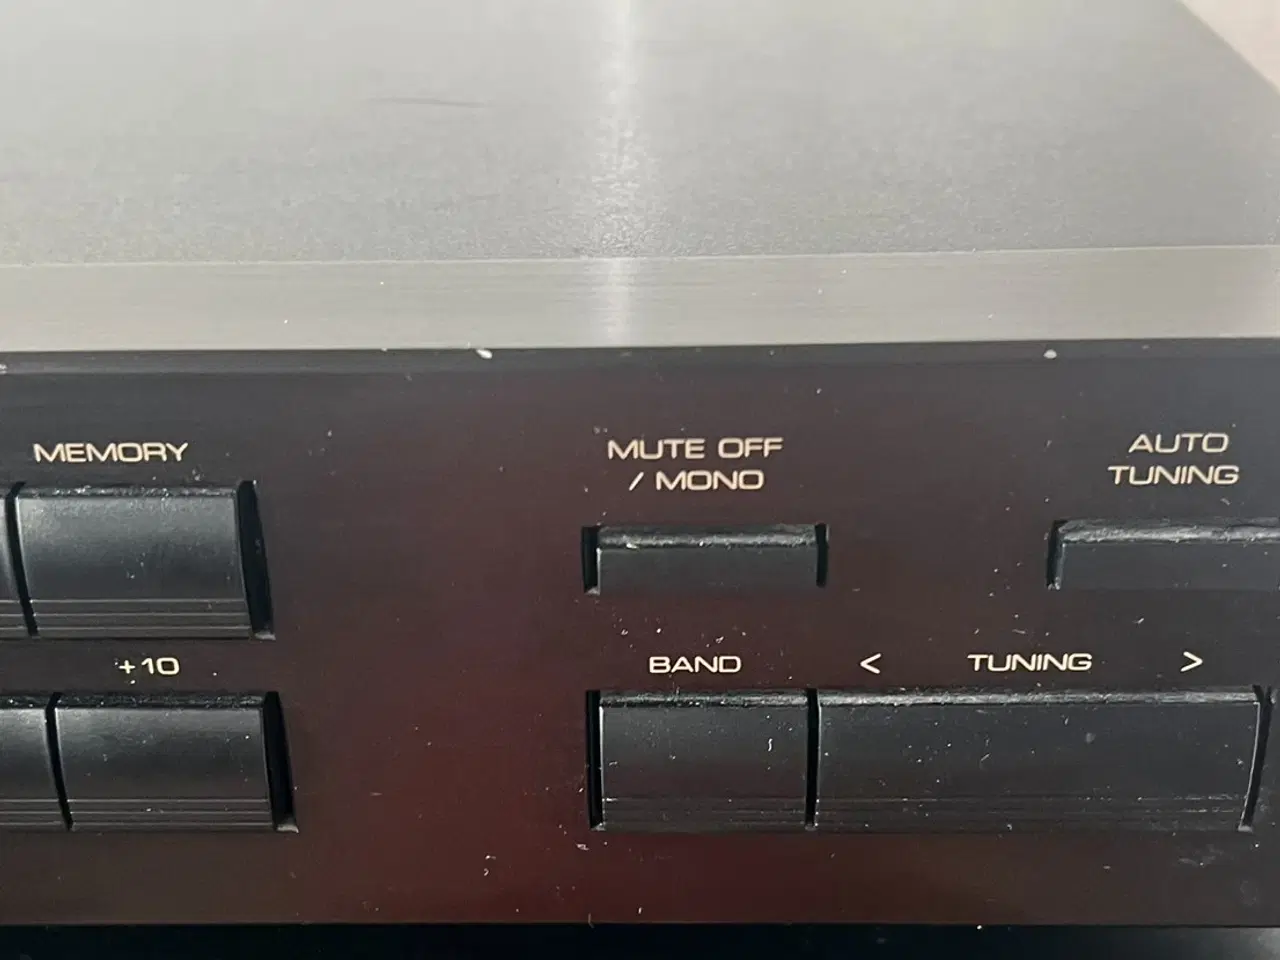 MEMORY
MUTE OFF
/ MONO
AUTO
TUNING
+10
BAND
< TUNING >